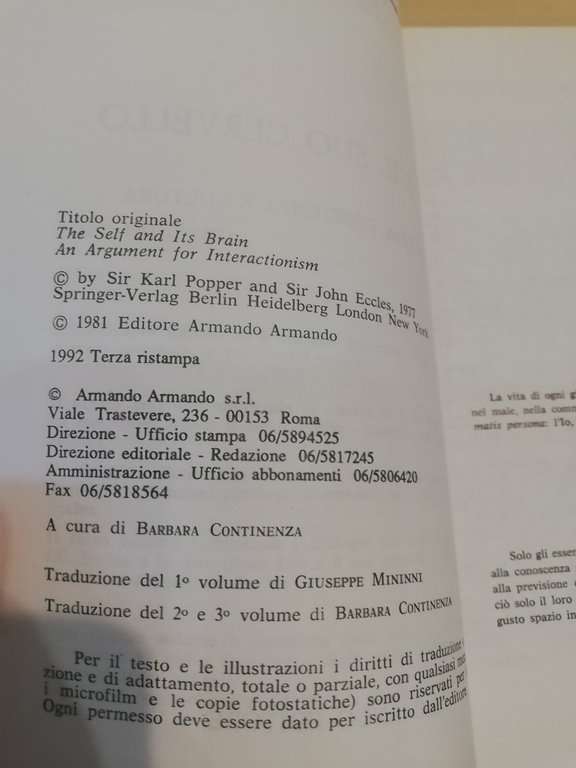 Titolo originale
The Self and Its Brain
An Argument for Interactionism
© by Sir Karl Popper and Sir John Eccles, 1977
Springer-Verlag Berlin Heidelberg London New York
© 1981 Editore Armando Armando
1992 Terza ristampa
© Armando Armando s.r.l.
Viale Trastevere, 236 - 00153 Roma
Direzione - Ufficio stampa 06/5894525
Direzione editoriale - Redazione 06/5817245
Amministrazione - Ufficio abbonamenti 06/5806420
Fax 06/5818564
A cura di BARBARA CONTINENZA
Traduzione del 1º volume di GIUSEPPE MININNI
Traduzione del 2º e 3º volume di BARBARA CONTINENZA
Per il testo e le illustrazioni i diritti di traduzione
zione e di adattamento, totale o parziale, con qualsiasi
i microfilm e le copie fotostatiche) sono riservati per
Ogni permesso deve essere dato per iscritto dall'editore
La vita di ogni
nel male, nella
matis persona: l'Io,
Solo gli
alla conoscenza
alla previsione
ciò solo il loro
gusto spazio